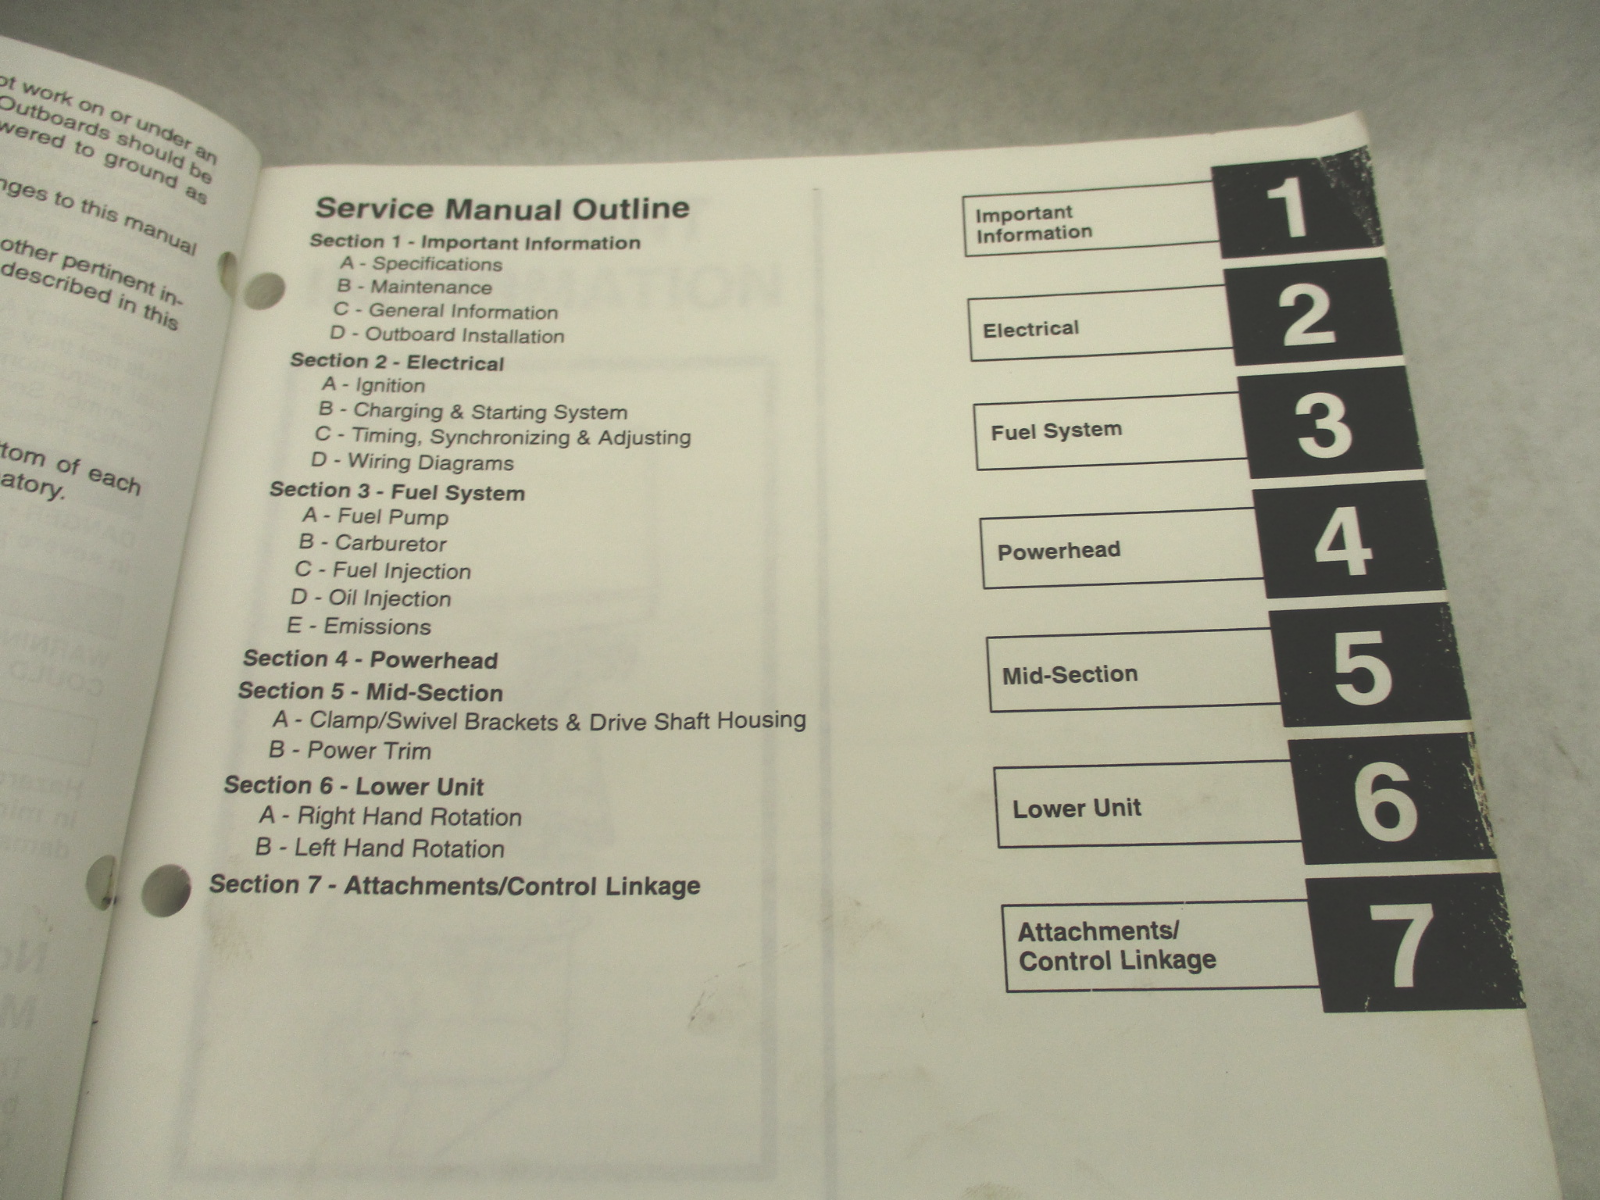 ot work on or under an
Outboards should be
wered to ground as
nges to this manual
other pertinent in-
described in this
ttom of each
atory.
Service Manual Outline
Section 1 - Important Information
A - Specifications
B - Maintenance
C - General Information
D - Outboard Installation
Section 2 - Electrical
A - Ignition
B - Charging & Starting System
C - Timing, Synchronizing & Adjusting
D - Wiring Diagrams
Section 3 - Fuel System
A - Fuel Pump
B - Carburetor
C - Fuel Injection
D - Oil Injection
E - Emissions
Section 4 - Powerhead
Section 5 - Mid-Section
A - Clamp/Swivel Brackets & Drive Shaft Housing
B - Power Trim
Section 6 - Lower Unit
A - Right Hand Rotation
B - Left Hand Rotation
Section 7 - Attachments/Control Linkage
Important
Information
1
Electrical
2
Fuel System
3
Powerhead
4
Mid-Section
5
Lower Unit
6
Attachments/
Control Linkage
7